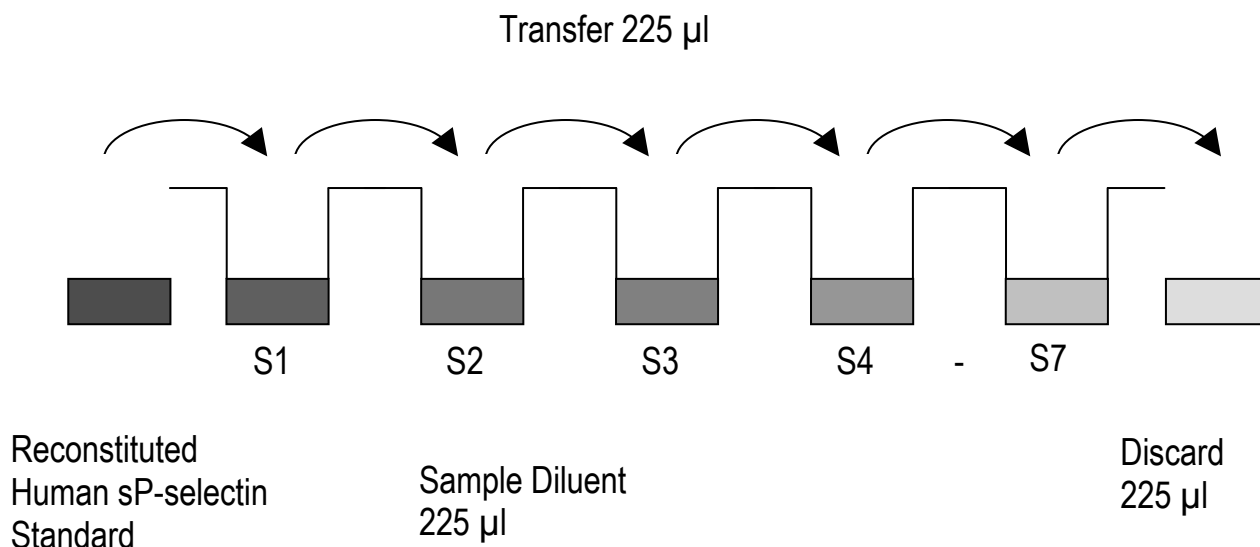 Transfer 225 µl
S1 S2 S3 S4 - S7
Reconstituted
Human sP-selectin
Standard
Sample Diluent
225 µl
Discard
225 µl